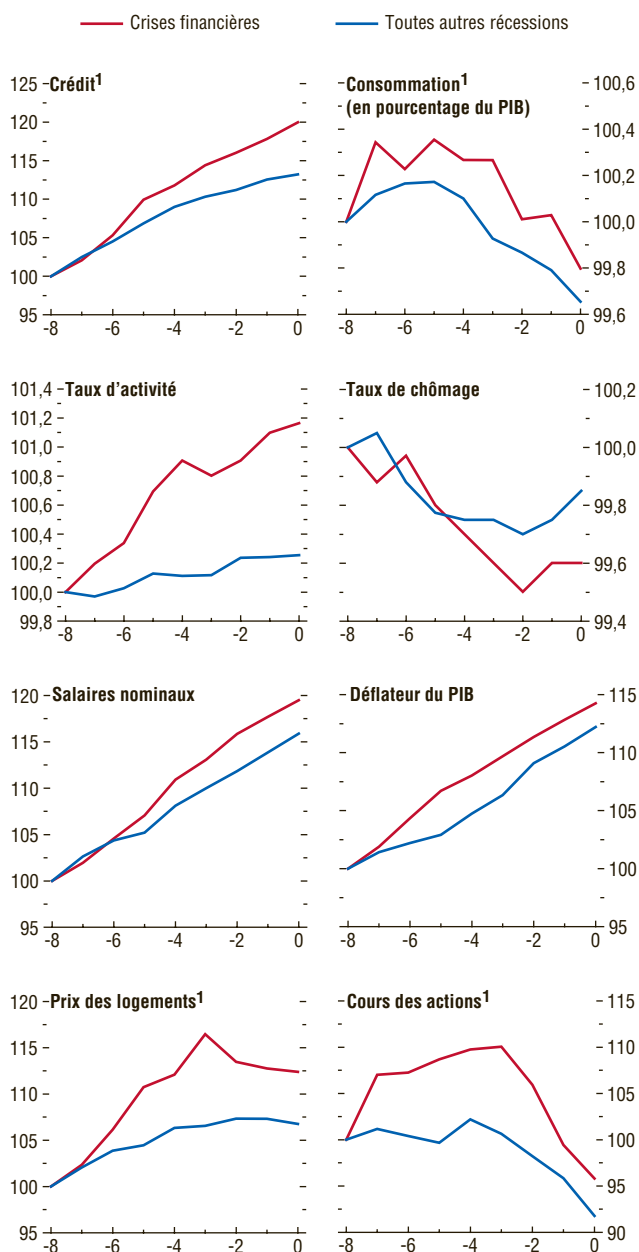 Crises financières
Toutes autres récessions
Crédit1
125
120
115
110
105
100
95
-8 -6 -4 -2 0
Consommation1
(en pourcentage du PIB)
100,6
100,4
100,2
100,0
99,8
99,6
-8 -6 -4 -2 0
Taux d'activité
101,4
101,2
101,0
100,8
100,6
100,4
100,2
100,0
99,8
-8 -6 -4 -2 0
Taux de chômage
100,2
100,0
99,8
99,6
99,4
-8 -6 -4 -2 0
Salaires nominaux
120
115
110
105
100
95
-8 -6 -4 -2 0
Déflateur du PIB
115
110
105
100
95
-8 -6 -4 -2 0
Prix des logements1
120
115
110
105
100
95
-8 -6 -4 -2 0
Cours des actions1
115
110
105
100
95
90
-8 -6 -4 -2 0